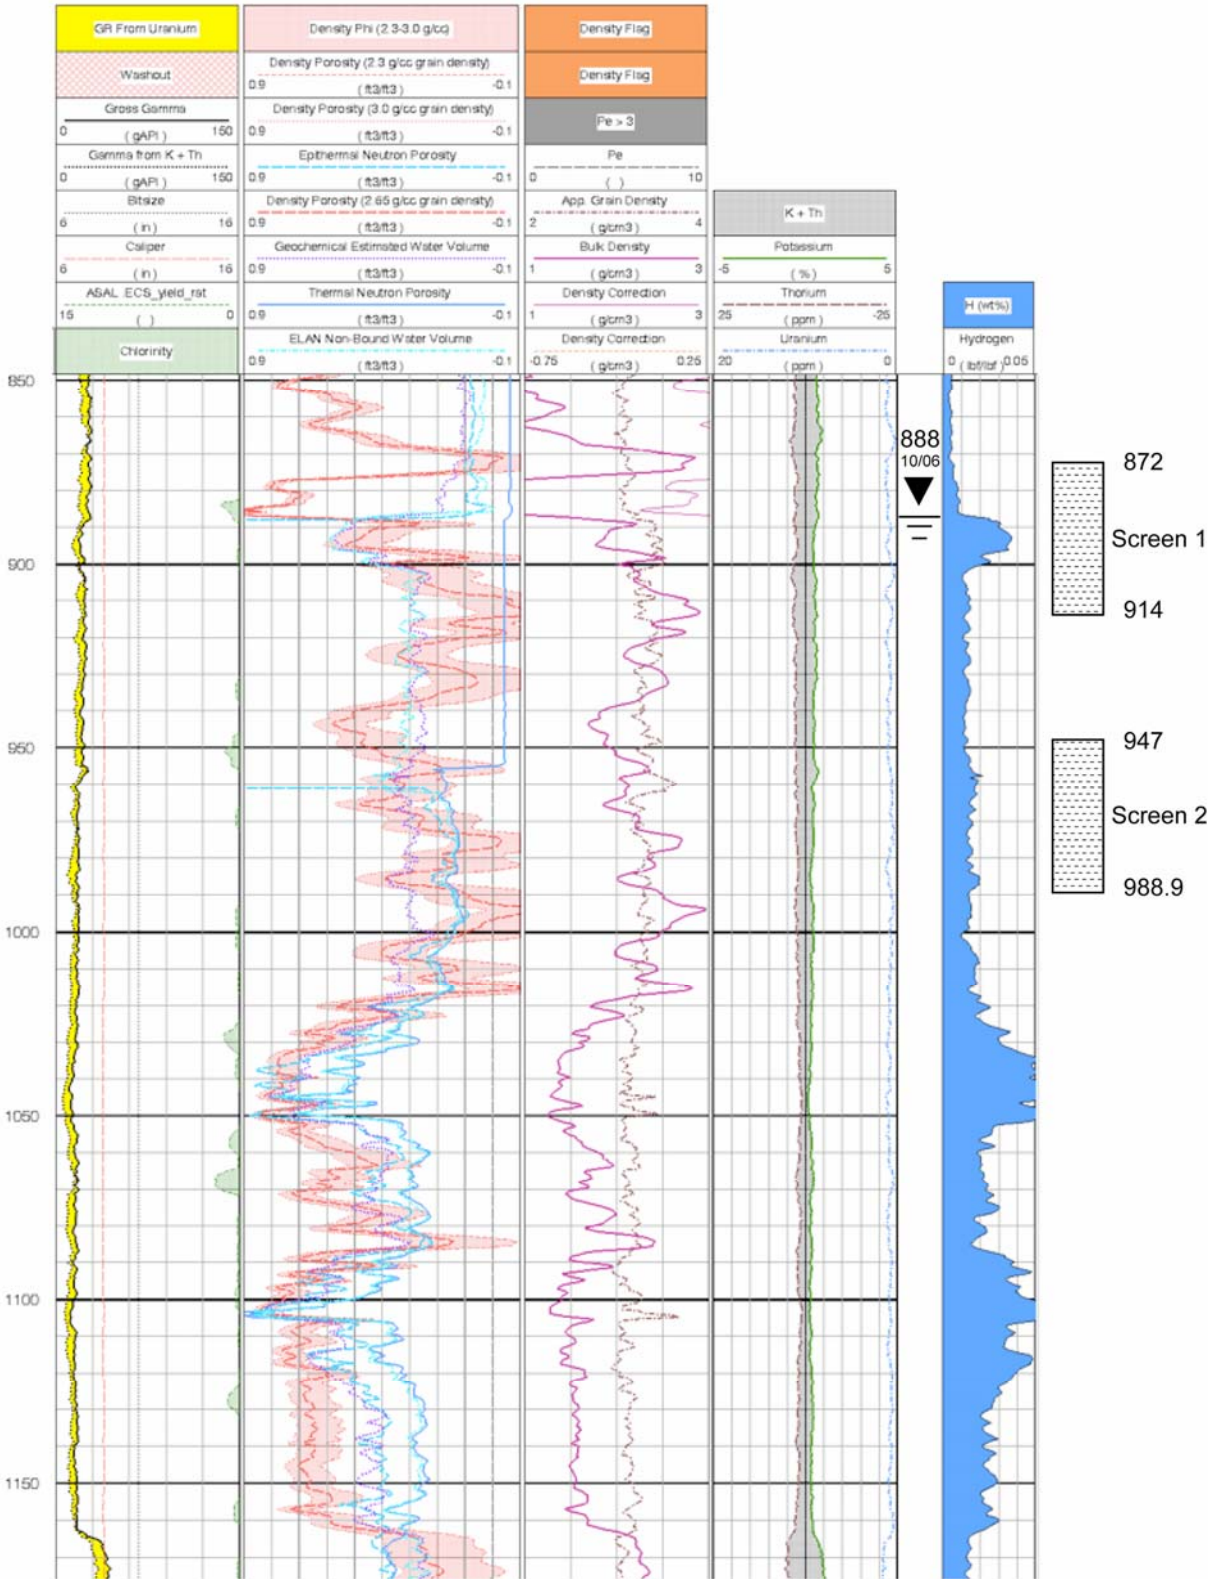 GR From Uranium
Washout
Gross Gamma
0 ( gAPI ) 150
Gamma from K + Th
0 ( gAPI ) 150
Bitsize
6 ( in ) 16
Caliper
6 ( in ) 16
ASAL .ECS_yield_rat
15 ( ) 0
Chlorinity
Density Phi (2.3-3.0 g/cc)
Density Porosity (2.3 g/cc grain density)
0.9 ( ft3/ft3 ) -0.1
Density Porosity (3.0 g/cc grain density)
0.9 ( ft3/ft3 ) -0.1
Epithermal Neutron Porosity
0.9 ( ft3/ft3 ) -0.1
Density Porosity (2.65 g/cc grain density)
0.9 ( ft3/ft3 ) -0.1
Geochemical Estimated Water Volume
0.9 ( ft3/ft3 ) -0.1
Thermal Neutron Porosity
0.9 ( ft3/ft3 ) -0.1
ELAN Non-Bound Water Volume
0.9 ( ft3/ft3 ) -0.1
Density Flag
Density Flag
Pe > 3
Pe
0 ( ) 10
App. Grain Density
2 ( g/cm3 ) 4
Bulk Density
1 ( g/cm3 ) 3
Density Correction
1 ( g/cm3 ) 3
Density Correction
-0.75 ( g/cm3 ) 0.25
K + Th
Potassium
-5 ( % ) 5
Thorium
25 ( ppm ) -25
Uranium
20 ( ppm ) 0
H (wt%)
Hydrogen
0 ( lbf/lbf ) 0.05
850
900
950
1000
1050
1100
1150
888
10/06
872
Screen 1
914
947
Screen 2
988.9